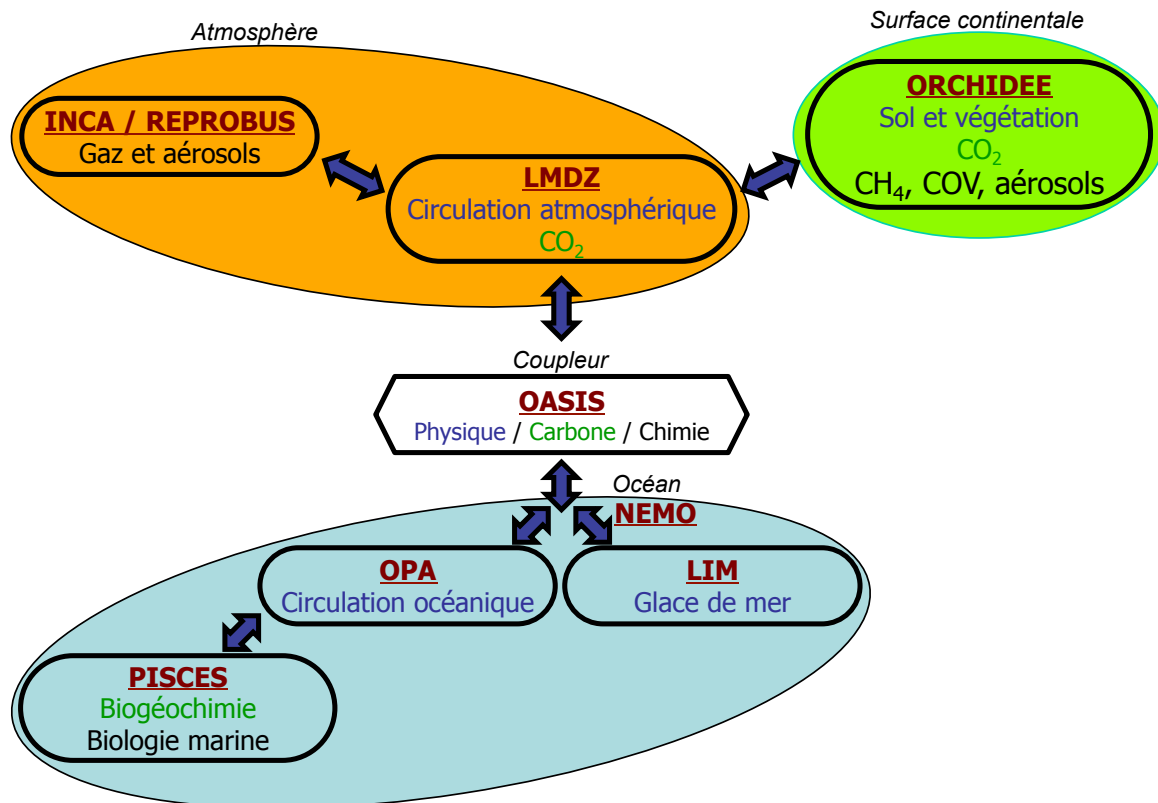 Atmosphère
Surface continentale
INCA / REPROBUS
Gaz et aérosols
LMDZ
Circulation atmosphérique
CO₂
ORCHIDEE
Sol et végétation
CO₂
CH₄, COV, aérosols
Coupleur
OASIS
Physique / Carbone / Chimie
Océan
NEMO
OPA
Circulation océanique
LIM
Glace de mer
PISCES
Biogéochimie
Biologie marine